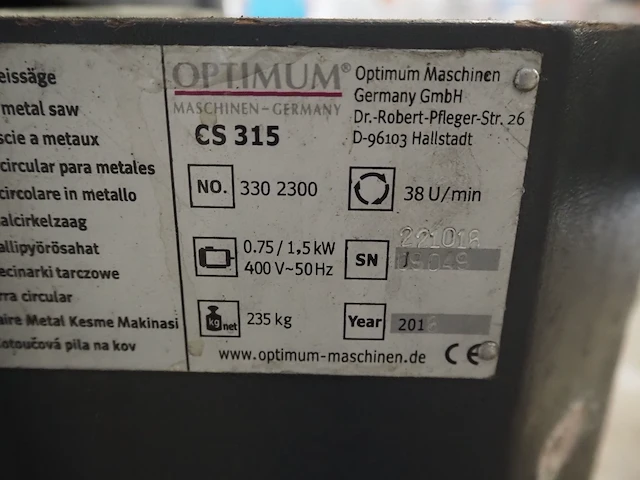 eissäge
metal saw
scie a metaux
circular para metales
circolare in metallo
alcirkelzaag
allipyörösahat
ecinarki tarczowe
rra circular
aire Metal Kesme Makinasi
otoučová pila na kov
OPTIMUM®
MASCHINEN - GERMANY
Optimum Maschinen
Germany GmbH
Dr.-Robert-Pfleger-Str. 26
D-96103 Hallstadt
CS 315
NO. 330 2300
38 U/min
0.75 / 1,5 kW
400 V~50 Hz
SN
kg net 235 kg
Year
www.optimum-maschinen.de CE